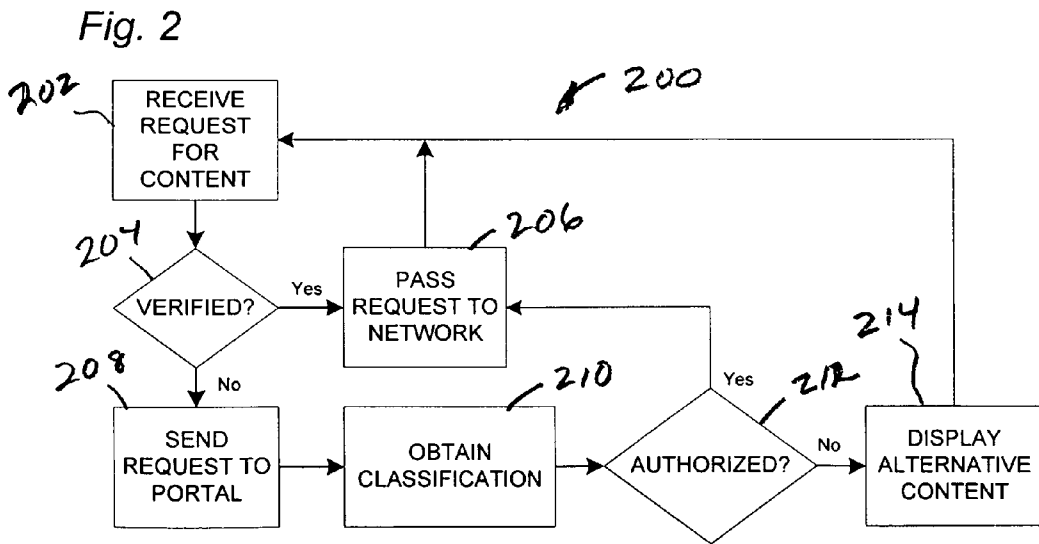 Fig. 2
202
RECEIVE
REQUEST
FOR
CONTENT
200
204
VERIFIED?
Yes
No
206
PASS
REQUEST TO
NETWORK
208
SEND
REQUEST TO
PORTAL
210
OBTAIN
CLASSIFICATION
212
AUTHORIZED?
Yes
No
214
DISPLAY
ALTERNATIVE
CONTENT